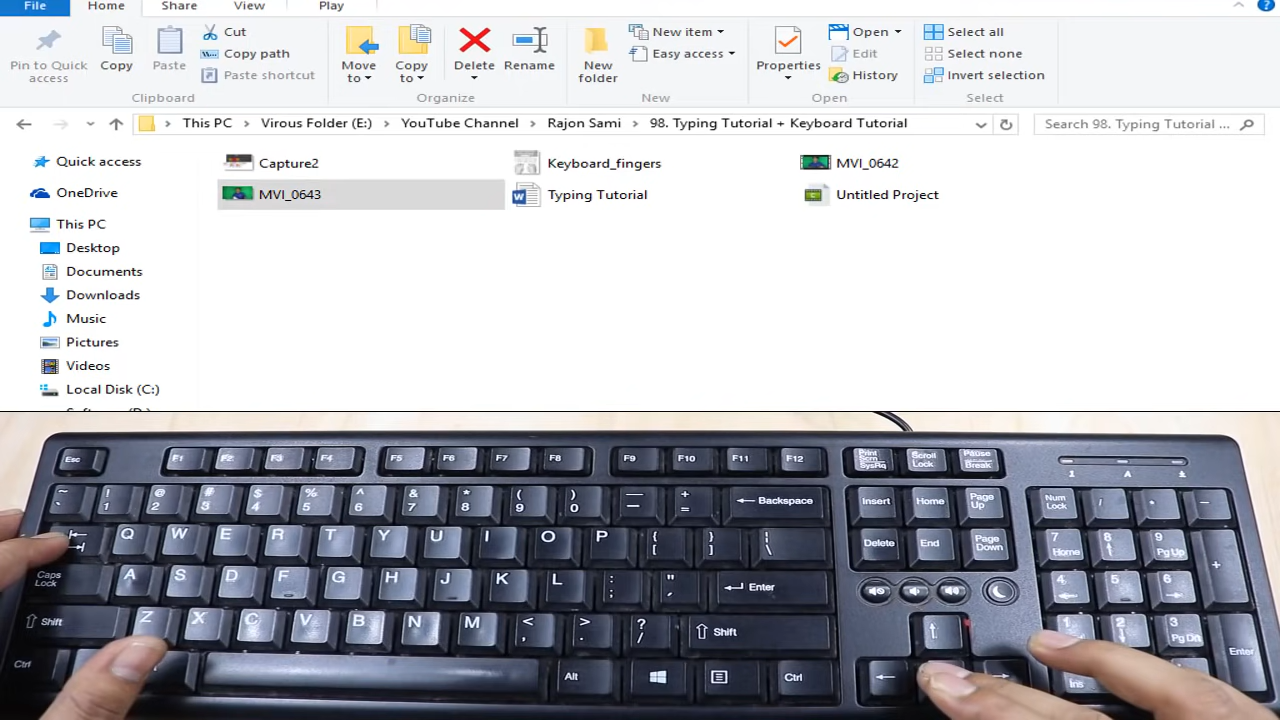 File Home Share View Play
Pin to Quick access
Copy
Paste
Cut
Copy path
Paste shortcut
Clipboard
Move to
Copy to
Delete
Rename
Organize
New folder
New item
Easy access
New
Properties
Open
Edit
History
Open
Select all
Select none
Invert selection
Select
This PC > Virous Folder (E:) > YouTube Channel > Rajon Sami > 98. Typing Tutorial + Keyboard Tutorial
Search 98. Typing Tutorial ...
Quick access
OneDrive
This PC
Desktop
Documents
Downloads
Music
Pictures
Videos
Local Disk (C:)
Capture2 Keyboard_fingers MVI_0642
MVI_0643 Typing Tutorial Untitled Project
Esc F1 F2 F3 F4 F5 F6 F7 F8 F9 F10 F11 F12 Print Scrn SysRq Scroll Lock Pause Break 1 A
~ ` ! 1 @ 2 # 3 $ 4 % 5 ^ 6 & 7 * 8 ( 9 ) 0 — – + = Backspace Insert Home Page Up Num Lock / * −
Q W E R T Y U I O P { [ } ] | \ Delete End Page Down 7 Home 8 9 Pg Up +
Caps Lock A S D F G H J K L : ; " ' Enter 4 5 6
Shift Z X C V B N M < , > . ? / Shift 1 2 3 Pg Dn Enter
Ctrl Alt Ctrl Ins